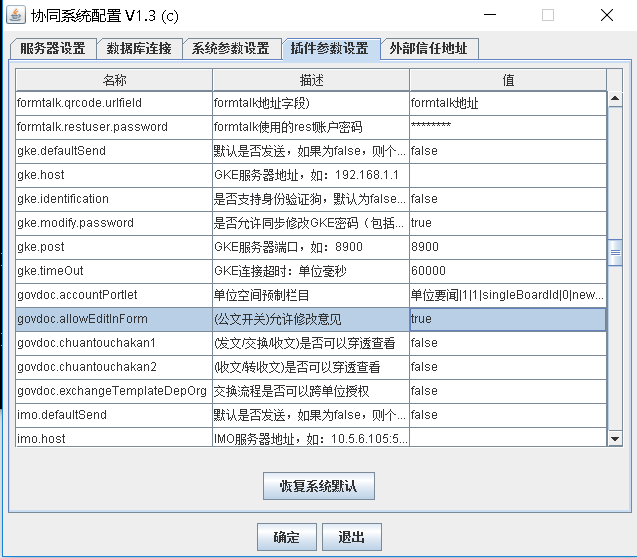 协同系统配置 V1.3 (c)
服务器设置 数据库连接 系统参数设置 插件参数设置 外部信任地址
名称 描述 值
formtalk.qrcode.urlfield formtalk地址字段) formtalk地址
formtalk.restuser.password formtalk使用的rest账户密码 ********
gke.defaultSend 默认是否发送，如果为false，则个... false
gke.host GKE服务器地址，如：192.168.1.1
gke.identification 是否支持身份验证狗，默认为false... false
gke.modify.password 是否允许同步修改GKE密码（包括... true
gke.post GKE服务器端口，如：8900 8900
gke.timeOut GKE连接超时：单位毫秒 60000
govdoc.accountPortlet 单位空间预制栏目 单位要闻|1|1|singleBoardId|0|new...
govdoc.allowEditInForm (公文开关)允许修改意见 true
govdoc.chuantouchakan1 (发文/交换/收文)是否可以穿透查看 false
govdoc.chuantouchakan2 (收文/转收文)是否可以穿透查看 false
govdoc.exchangeTemplateDepOrg 交换流程是否可以跨单位授权 false
imo.defaultSend 默认是否发送，如果为false，则个... false
imo.host IMO服务器地址，如：10.5.6.105:5...
恢复系统默认
确定 退出